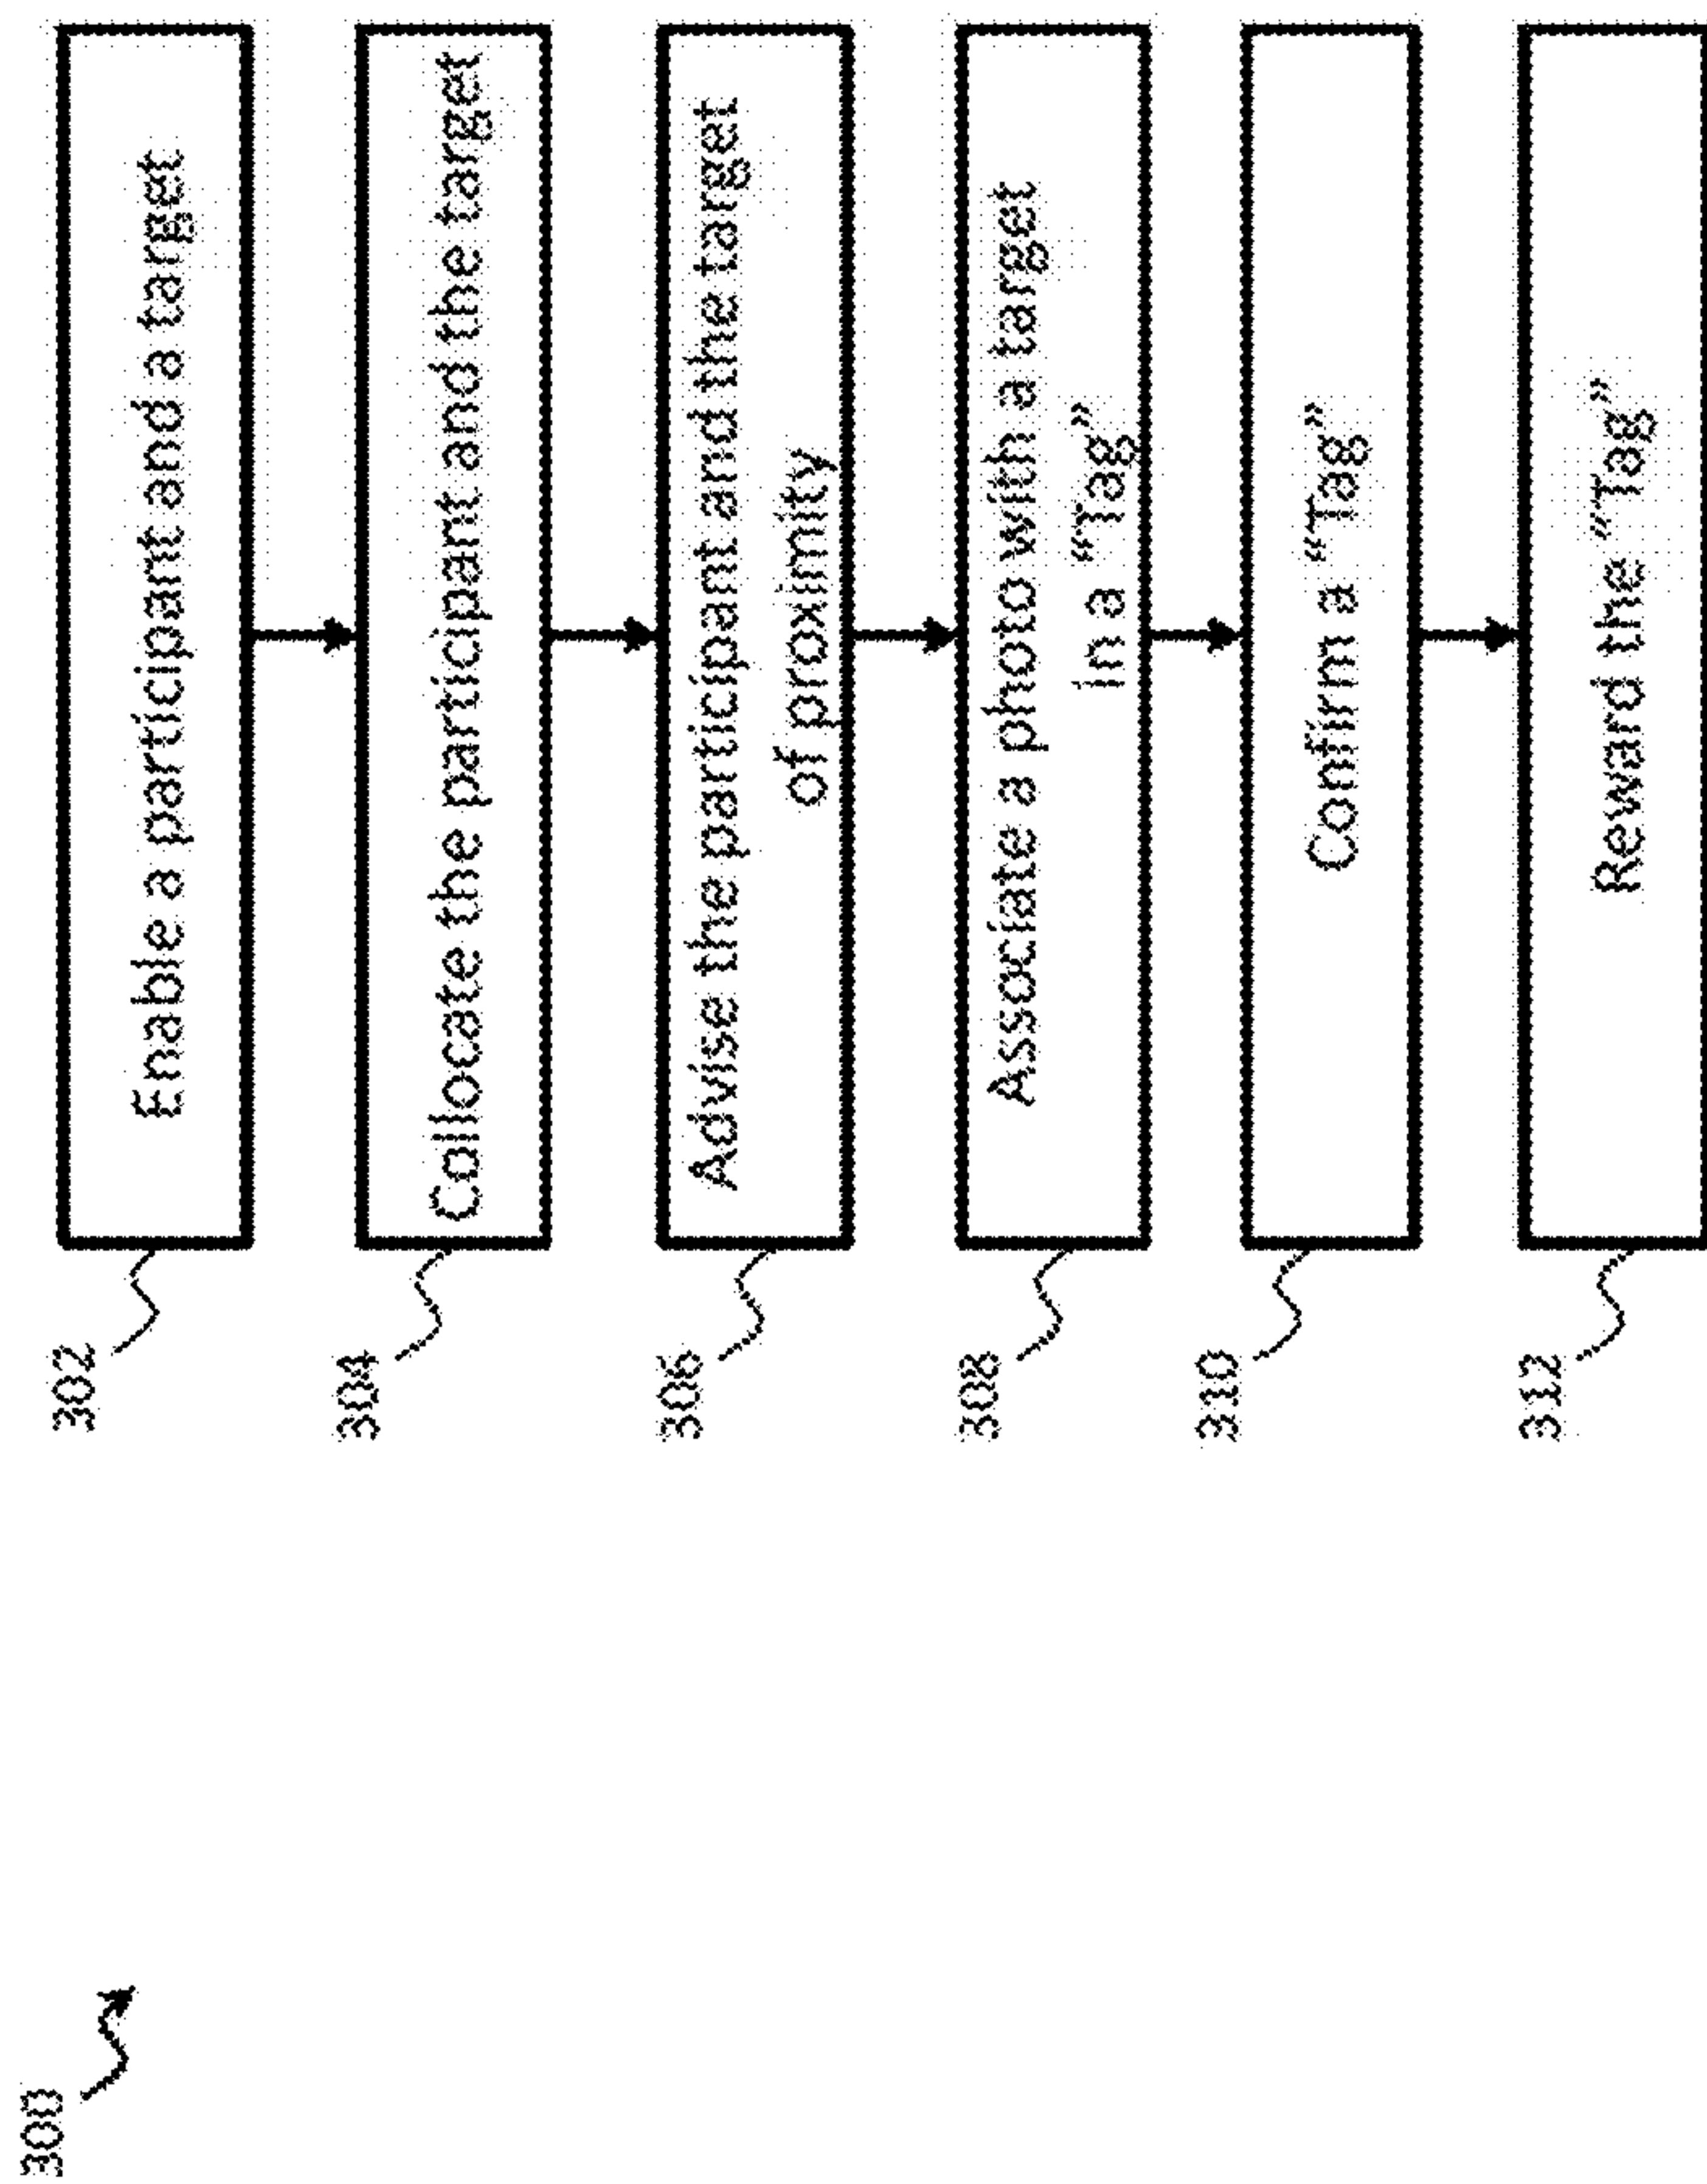 300
302
Enable a participant and a target
304
Collocate the participant and the target
306
Advise the participant and the target
of proximity
308
Associate a photo with a target
in a “Tag”
310
Confirm a “Tag”
312
Reward the “Tag”